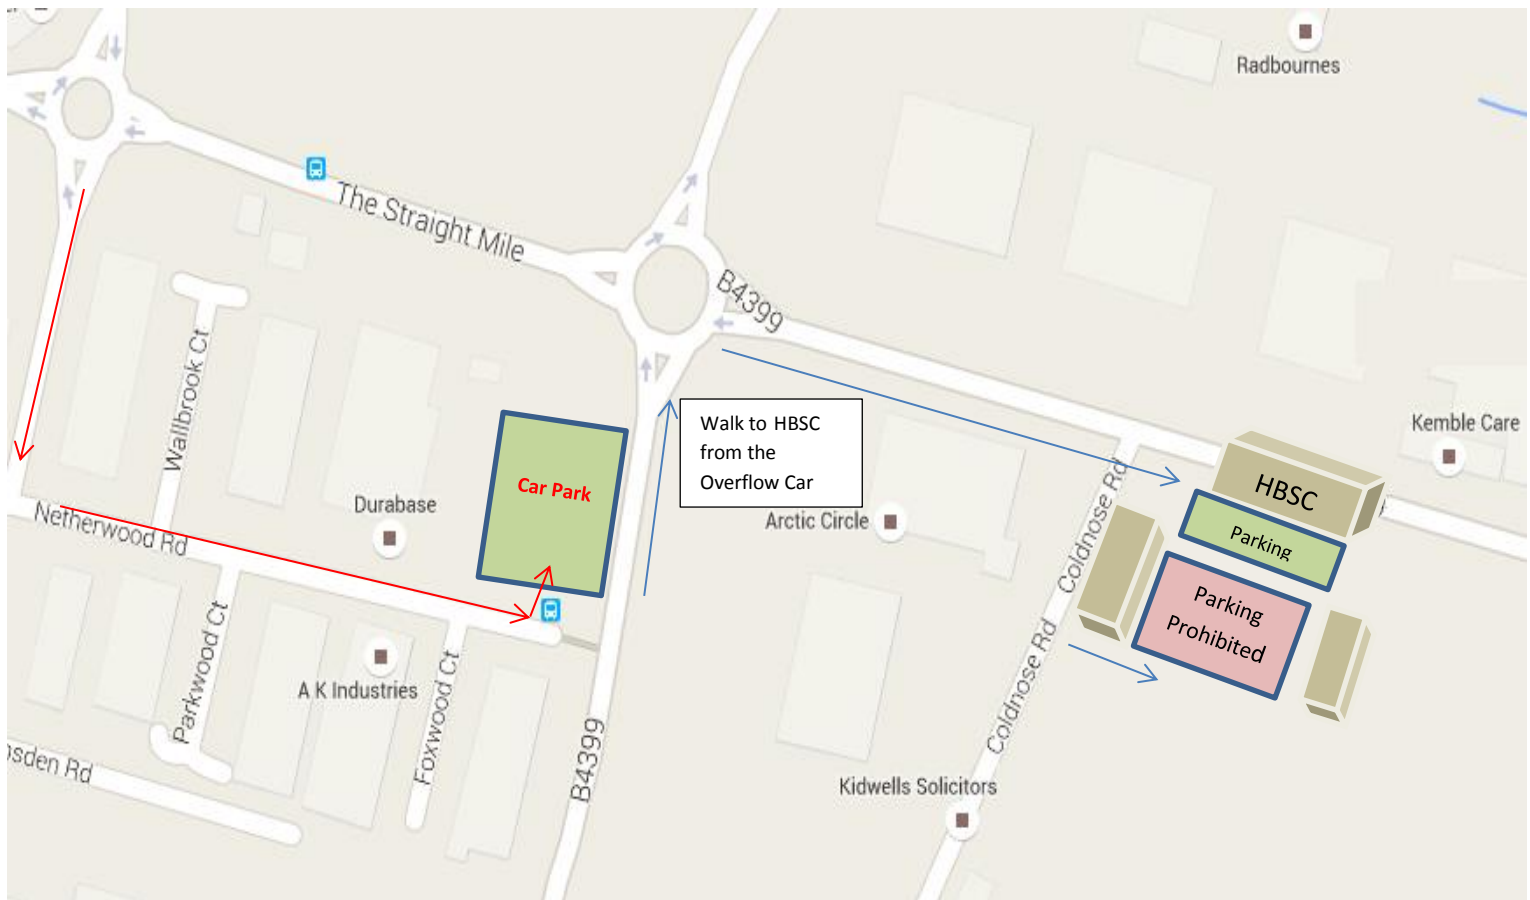 Radbournes
The Straight Mile
B4399
Wallbrook Ct
Walk to HBSC
from the
Overflow Car
Kemble Care
Car Park
HBSC
Durabase
Arctic Circle
Parking
Netherwood Rd
Coldnose Rd
Parking
Prohibited
Parkwood Ct
A K Industries
Foxwood Ct
Coldnose Rd
B4399
sden Rd
Kidwells Solicitors